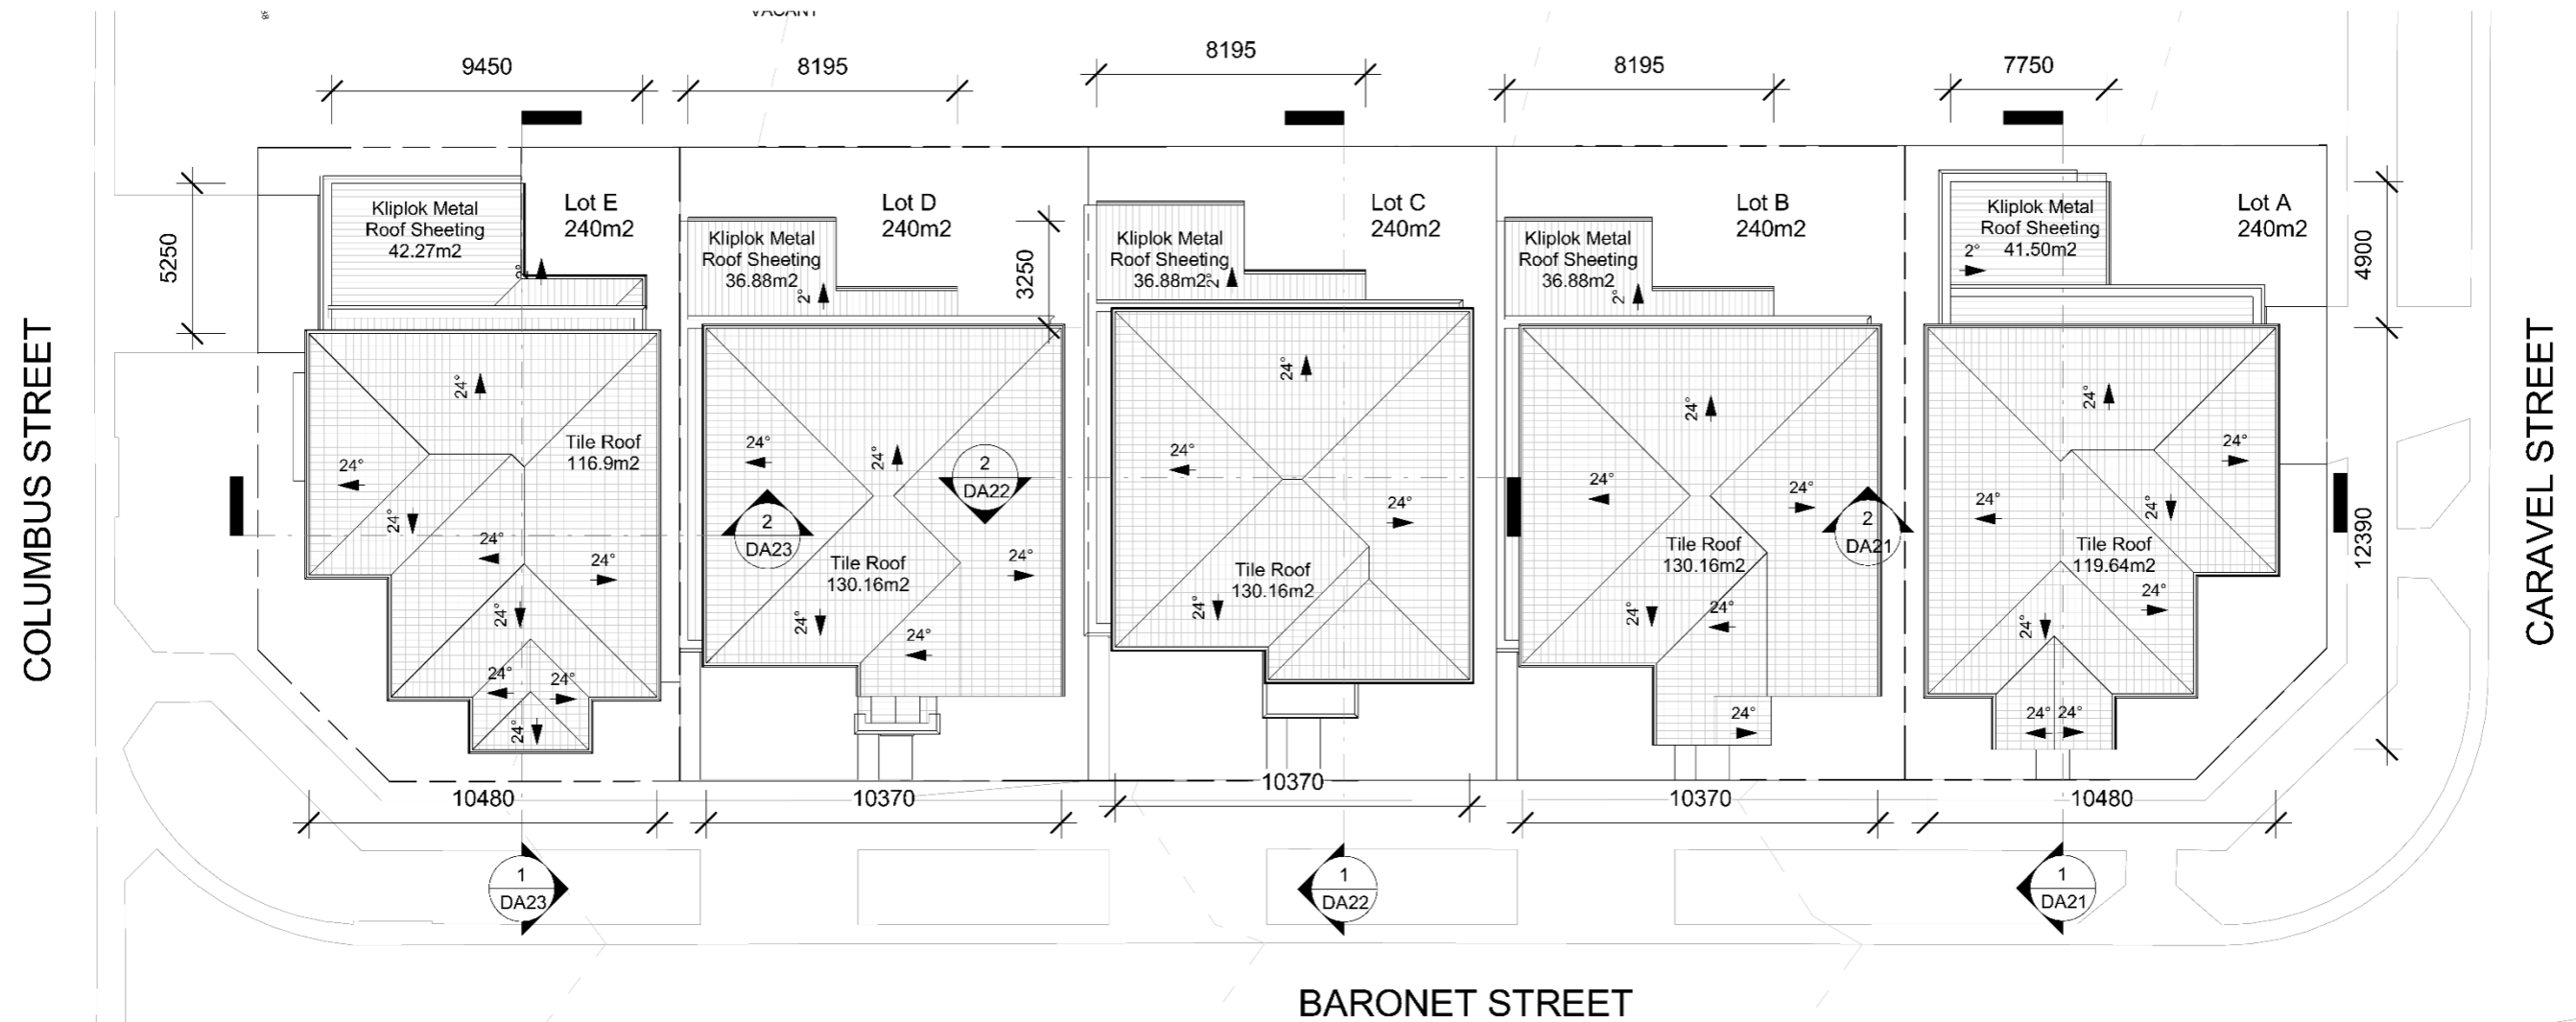 38
VACANT
9450
8195
8195
8195
7750
Kliplok Metal
Roof Sheeting
42.27m2
Lot E
240m2
Kliplok Metal
Roof Sheeting
36.88m2
Lot D
240m2
Kliplok Metal
Roof Sheeting
36.88m2
Lot C
240m2
Kliplok Metal
Roof Sheeting
36.88m2
Lot B
240m2
Kliplok Metal
Roof Sheeting
41.50m2
Lot A
240m2
2°
2°
2°
2°
2°
5250
3250
4900
12390
COLUMBUS STREET
CARAVEL STREET
24°
Tile Roof
116.9m2
24°
24°
24°
24°
24°
24°
24°
24°
24°
24°
2
DA23
2
DA22
Tile Roof
130.16m2
24°
24°
24°
24°
24°
24°
Tile Roof
130.16m2
24°
24°
24°
24°
2
DA21
Tile Roof
130.16m2
24°
24°
24°
24°
24°
24°
24°
Tile Roof
119.64m2
24°
24°
24° 24°
10480
10370
10370
10370
10480
1
DA23
1
DA22
1
DA21
BARONET STREET